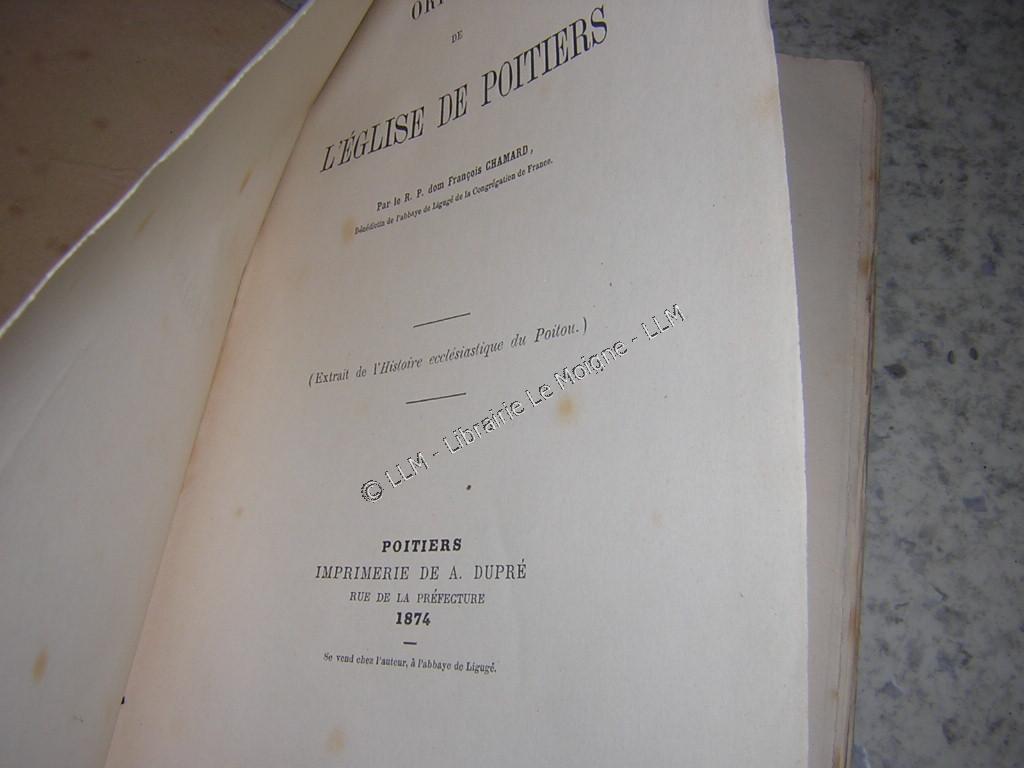 DE
L'ÉGLISE DE POITIERS
Par le R. P. dom François CHAMARD,
Bénédictin de l'abbaye de Ligugé de la Congrégation de France.
(Extrait de l'Histoire ecclésiastique du Poitou.)
© LLM - Librairie Le Moigne - LLM
POITIERS
IMPRIMERIE DE A. DUPRÉ
RUE DE LA PRÉFECTURE
1874
Se vend chez l'auteur, à l'abbaye de Ligugé.